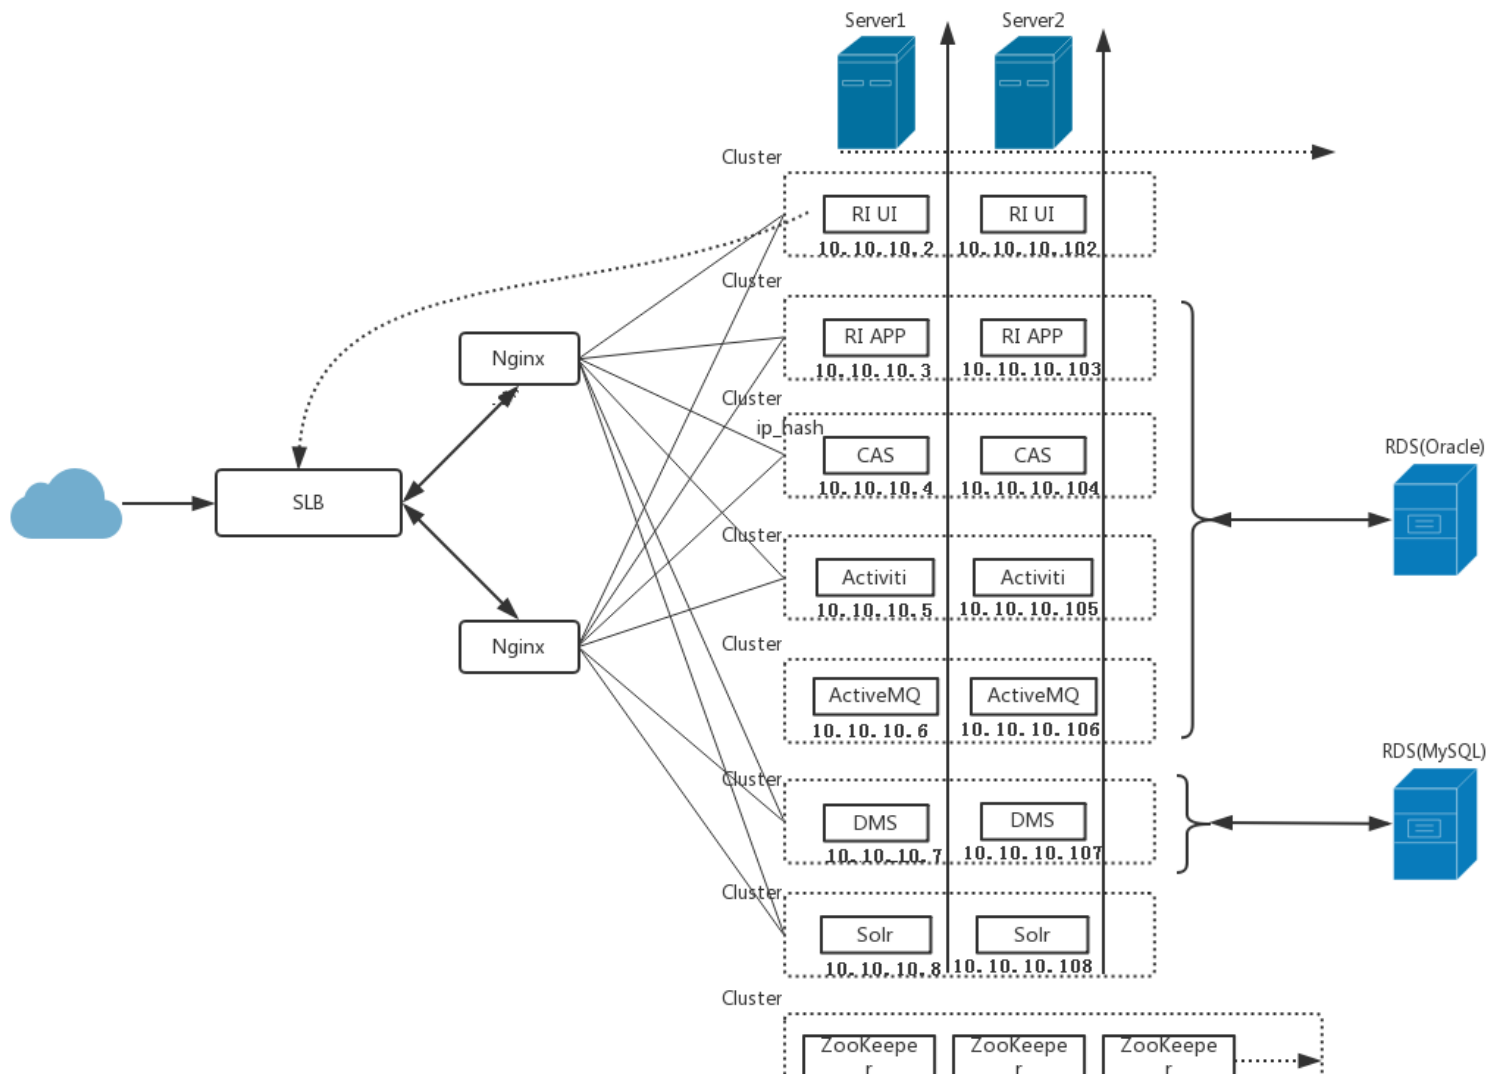 Server1
Server2
Cluster
RI UI
RI UI
10.10.10.2
10.10.10.102
Cluster
RI APP
RI APP
10.10.10.3
10.10.10.103
Nginx
Cluster
ip_hash
CAS
CAS
10.10.10.4
10.10.10.104
RDS(Oracle)
SLB
Cluster
Activiti
Activiti
10.10.10.5
10.10.10.105
Nginx
Cluster
ActiveMQ
ActiveMQ
10.10.10.6
10.10.10.106
RDS(MySQL)
Cluster
DMS
DMS
10.10.10.7
10.10.10.107
Cluster
Solr
Solr
10.10.10.8
10.10.10.108
Cluster
ZooKeepe
r
ZooKeepe
r
ZooKeepe
r